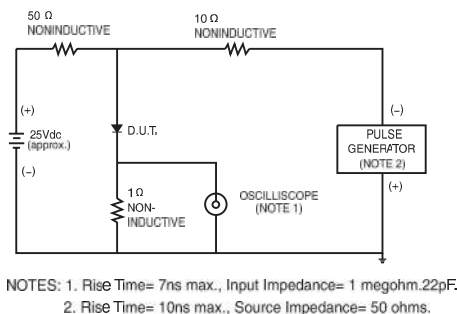 50 Ω
NONINDUCTIVE
10 Ω
NONINDUCTIVE
(+)
25Vdc
(approx.)
(-)
D.U.T.
1 Ω
NON-
INDUCTIVE
OSCILLISCOPE
(NOTE 1)
(-)
PULSE
GENERATOR
(NOTE 2)
(+)
NOTES: 1. Rise Time= 7ns max., Input Impedance= 1 megohm.22pF.
2. Rise Time= 10ns max., Source Impedance= 50 ohms.